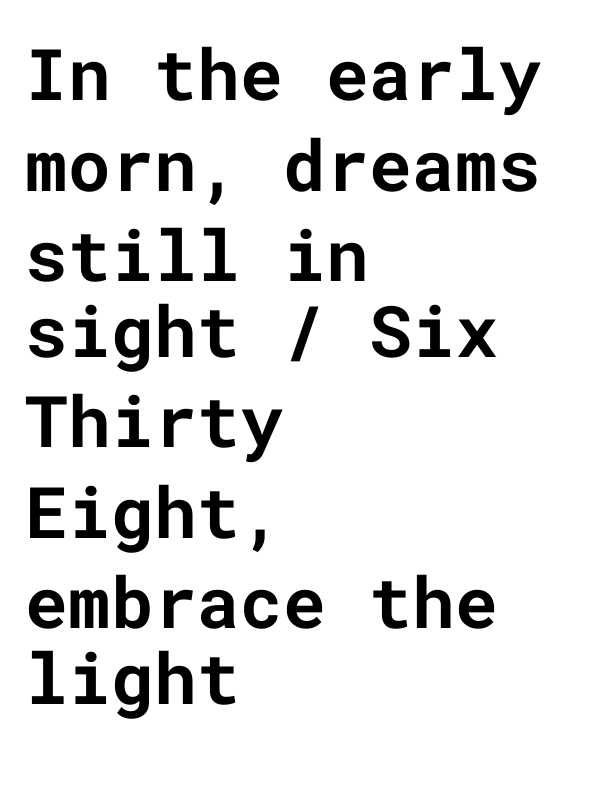 In the early
morn, dreams
still in
sight / Six
Thirty
Eight,
embrace the
light